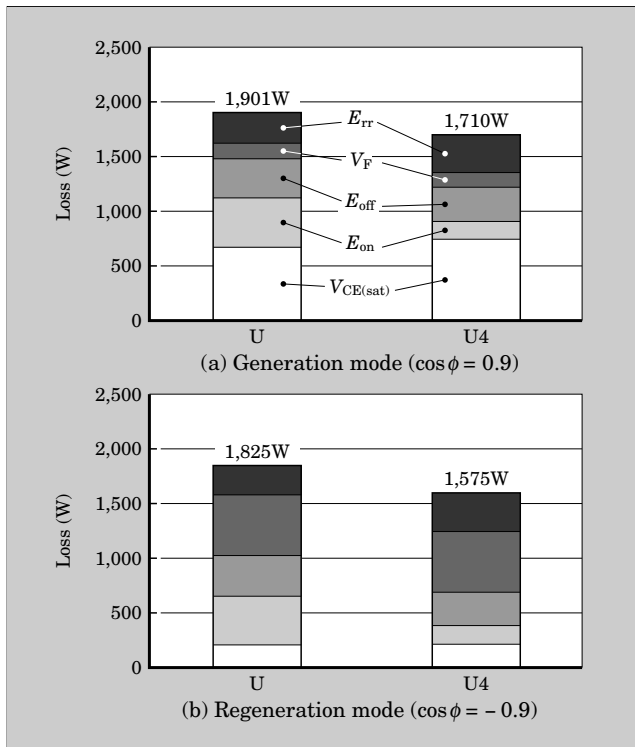 2,500
2,000
1,500
1,000
500
0
Loss (W)
1,901W
1,710W
Err
VF
Eoff
Eon
VCE(sat)
U
U4
(a) Generation mode (cos ϕ = 0.9)
2,500
2,000
1,500
1,000
500
0
Loss (W)
1,825W
1,575W
U
U4
(b) Regeneration mode (cos ϕ = − 0.9)